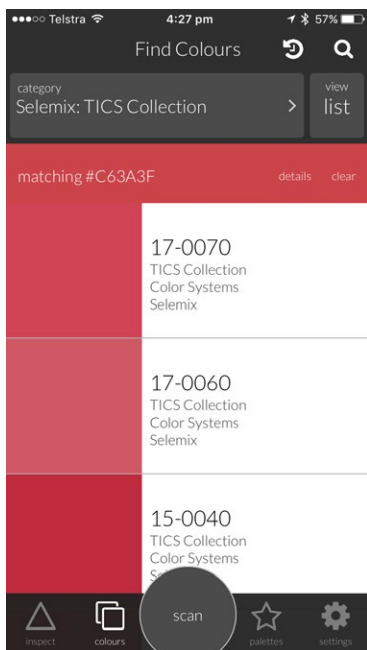 Telstra 4:27 pm 57%
Find Colours
category
Selemix: TICS Collection
view
list
matching #C63A3F details clear
17-0070
TICS Collection
Color Systems
Selemix
17-0060
TICS Collection
Color Systems
Selemix
15-0040
TICS Collection
Color Systems
scan
inspect colours palettes settings